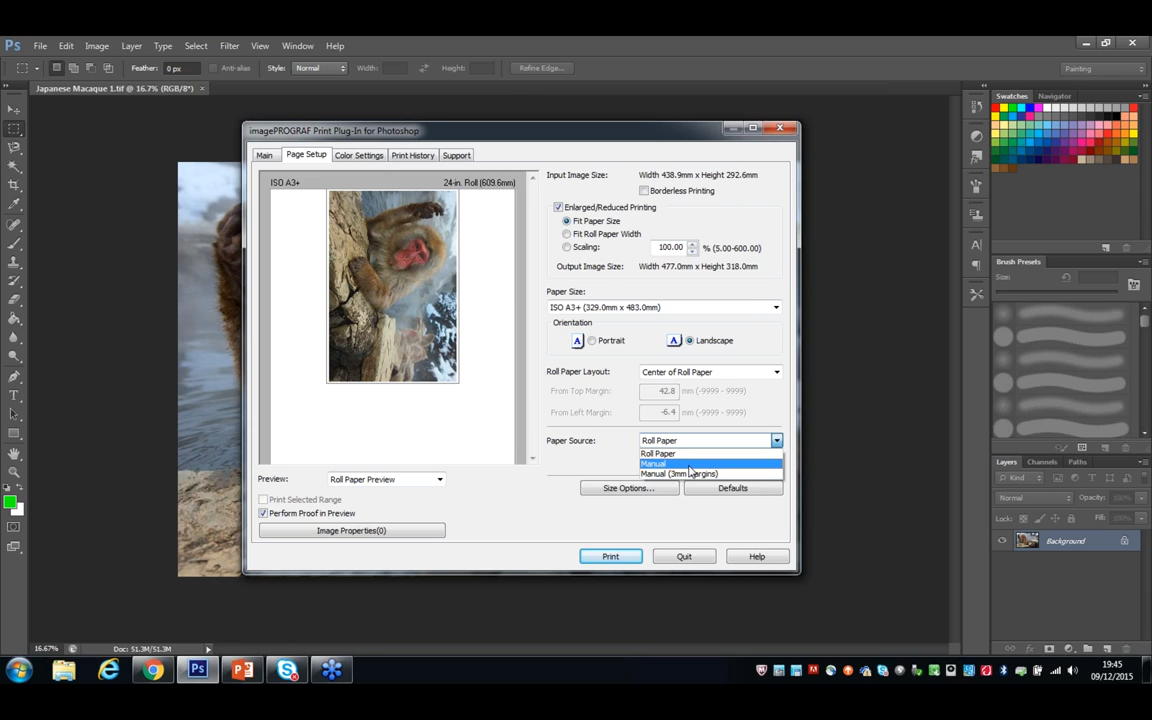 Ps File Edit Image Layer Type Select Filter View Window Help
Feather: 0 px Anti-alias Style: Normal Width: Height: Refine Edge... Painting
Japanese Macaque 1.tif @ 16.7% (RGB/8*) ×
imagePROGRAF Print Plug-In for Photoshop
Main Page Setup Color Settings Print History Support
ISO A3+ 24-in. Roll (609.6mm)
Input Image Size: Width 438.9mm x Height 292.6mm
Borderless Printing
Enlarged/Reduced Printing
Fit Paper Size
Fit Roll Paper Width
Scaling: 100.00 % (5.00-600.00)
Output Image Size: Width 477.0mm x Height 318.0mm
Paper Size:
ISO A3+ (329.0mm x 483.0mm)
Orientation
A Portrait A Landscape
Roll Paper Layout: Center of Roll Paper
From Top Margin: 42.8 mm (-9999 - 9999)
From Left Margin: -6.4 mm (-9999 - 9999)
Paper Source: Roll Paper
Roll Paper
Manual
Manual (3mm margins)
Size Options... Defaults
Preview: Roll Paper Preview
Print Selected Range
Perform Proof in Preview
Image Properties(0)
Print Quit Help
Swatches Navigator
Brush Presets
Size:
Layers Channels Paths
Kind
Normal Opacity:
Lock: Fill:
Background
16.67% Doc: 51.3M/51.3M
19:45
09/12/2015